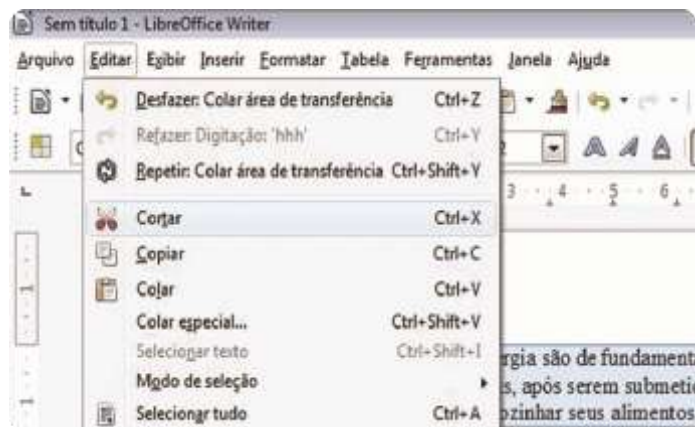 Sem título 1 - LibreOffice Writer
Arquivo Editar Exibir Inserir Formatar Tabela Ferramentas Janela Ajuda
Desfazer: Colar área de transferência Ctrl+Z
Refazer: Digitação: 'hhh' Ctrl+Y
Repetir: Colar área de transferência Ctrl+Shift+Y
3 4 5 6
Cortar Ctrl+X
Copiar Ctrl+C
Colar Ctrl+V
Colar especial... Ctrl+Shift+V
Selecionar texto Ctrl+Shift+I
rgia são de fundament
Modo de seleção
s, após serem submeti
Selecionar tudo Ctrl+A
ozinhar seus alimentos